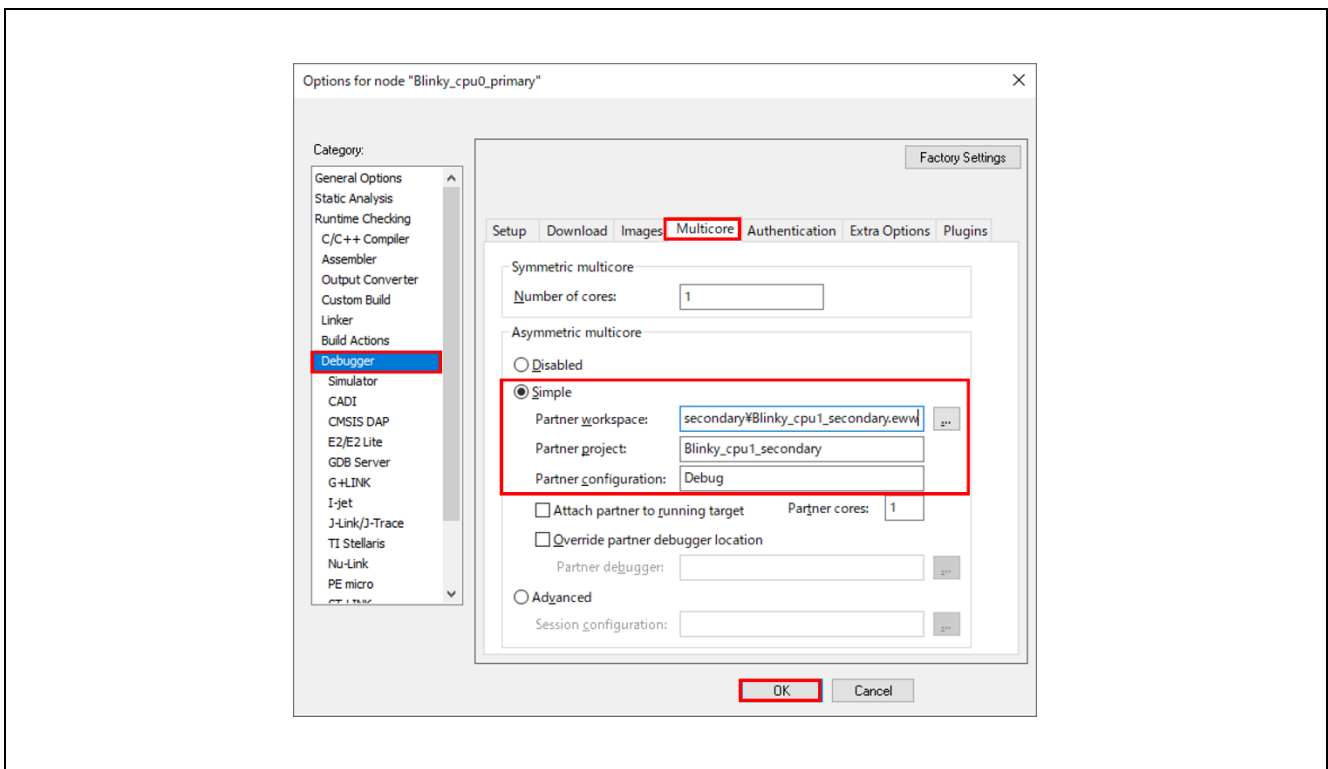 Options for node "Blinky_cpu0_primary"
Category:
Factory Settings
General Options
Static Analysis
Runtime Checking
C/C++ Compiler
Assembler
Output Converter
Custom Build
Linker
Build Actions
Debugger
Simulator
CADI
CMSIS DAP
E2/E2 Lite
GDB Server
G+LINK
I-jet
J-Link/J-Trace
TI Stellaris
Nu-Link
PE micro
ST-LINK
Setup Download Images Multicore Authentication Extra Options Plugins
Symmetric multicore
Number of cores: 1
Asymmetric multicore
Disabled
Simple
Partner workspace: secondary¥Blinky_cpu1_secondary.eww ...
Partner project: Blinky_cpu1_secondary
Partner configuration: Debug
Attach partner to running target Partner cores: 1
Override partner debugger location
Partner debugger: ...
Advanced
Session configuration: ...
OK Cancel